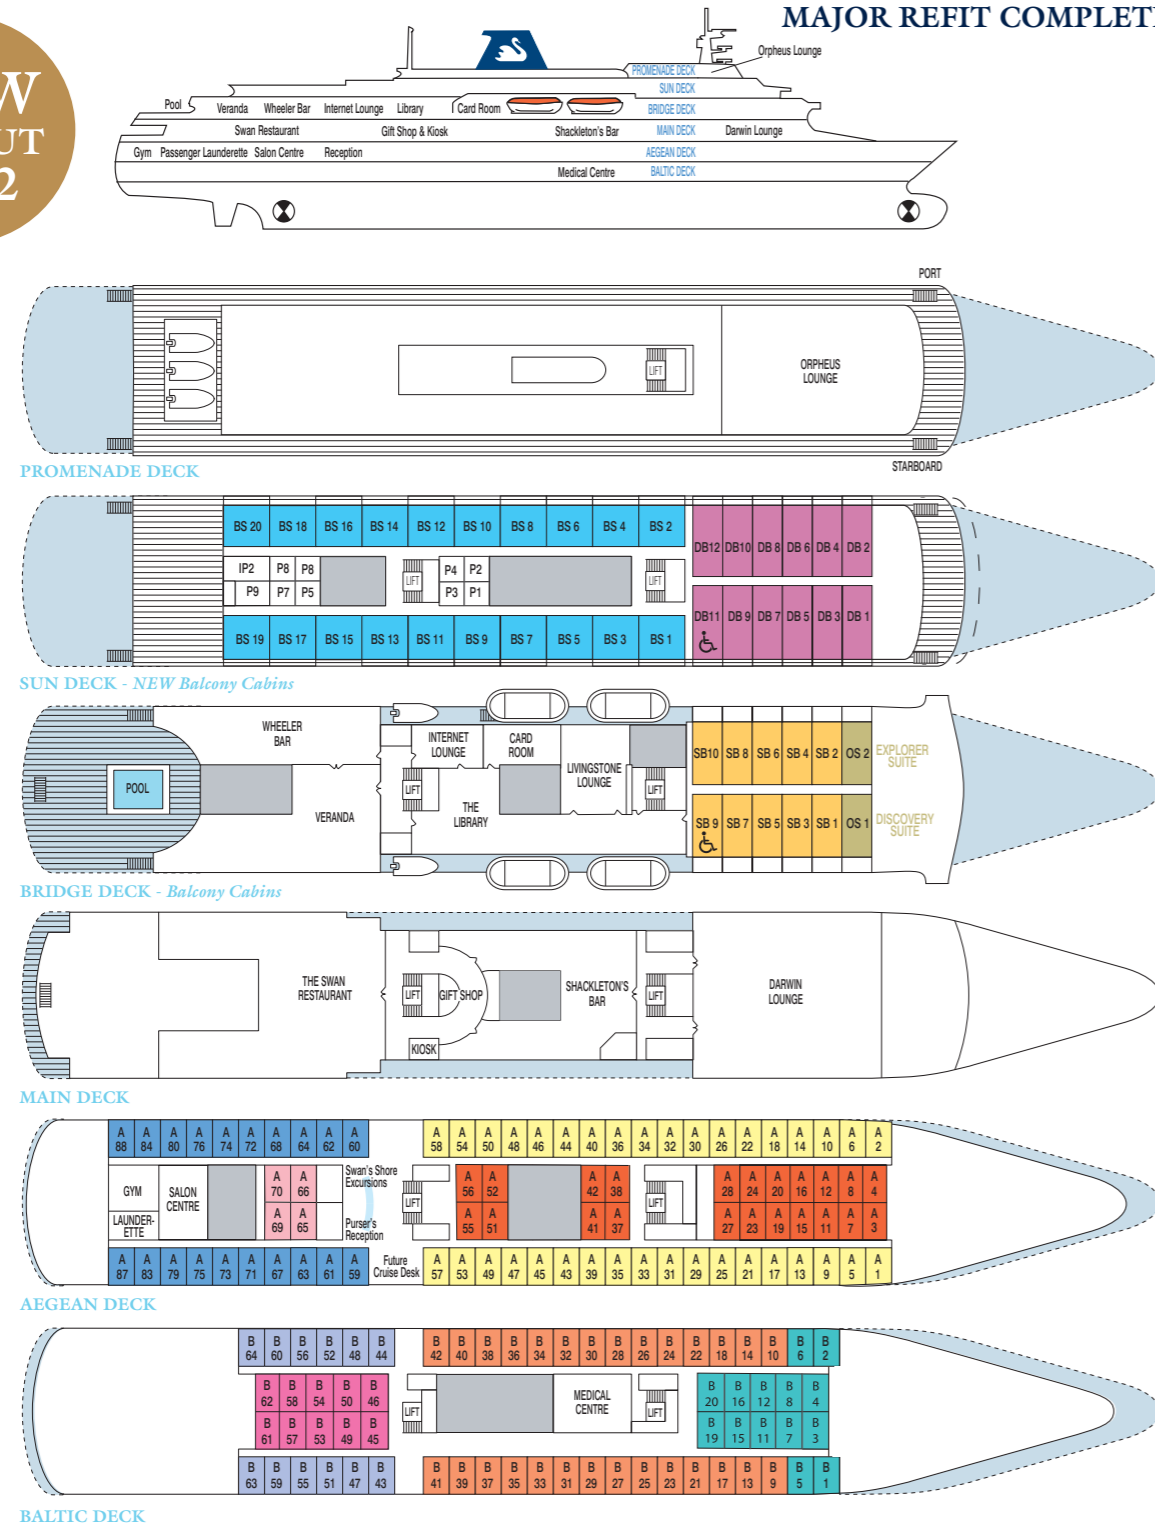 MAJOR REFIT COMPLET
W
UT
2
Orpheus Lounge
PROMENADE DECK
SUN DECK
Pool Veranda Wheeler Bar Internet Lounge Library Card Room BRIDGE DECK
Swan Restaurant Gift Shop & Kiosk Shackleton's Bar MAIN DECK Darwin Lounge
Gym Passenger Launderette Salon Centre Reception AEGEAN DECK
Medical Centre BALTIC DECK
PORT
LIFT
ORPHEUS
LOUNGE
STARBOARD
PROMENADE DECK
BS 20 BS 18 BS 16 BS 14 BS 12 BS 10 BS 8 BS 6 BS 4 BS 2
DB12 DB10 DB 8 DB 6 DB 4 DB 2
IP2 P8 P8 LIFT P4 P2 LIFT
P9 P7 P5 P3 P1
DB11 DB 9 DB 7 DB 5 DB 3 DB 1
BS 19 BS 17 BS 15 BS 13 BS 11 BS 9 BS 7 BS 5 BS 3 BS 1
SUN DECK - NEW Balcony Cabins
WHEELER
BAR
INTERNET
LOUNGE
CARD
ROOM
LIVINGSTONE
LOUNGE
SB10 SB 8 SB 6 SB 4 SB 2 OS 2 EXPLORER
SUITE
POOL
LIFT
LIFT
VERANDA
THE
LIBRARY
SB 9 SB 7 SB 5 SB 3 SB 1 OS 1 DISCOVERY
SUITE
BRIDGE DECK - Balcony Cabins
THE SWAN
RESTAURANT
LIFT
GIFT SHOP
SHACKLETON'S
BAR
LIFT
DARWIN
LOUNGE
KIOSK
MAIN DECK
A A A A A A A A A A A A A A A A A A A A A A A A A A A A
88 84 80 76 74 72 68 64 62 60 58 54 50 48 46 44 40 36 34 32 30 26 22 18 14 10 6 2
GYM
SALON
CENTRE
LAUNDER-
ETTE
A A
70 66
A A
69 65
Swan's Shore
Excursions
Purser's
Reception
LIFT
A A
56 52
A A
55 51
A A
42 38
A A
41 37
LIFT
A A A A A A A
28 24 20 16 12 8 4
A A A A A A A
27 23 19 15 11 7 3
A A A A A A A A A A
87 83 79 75 73 71 67 63 61 59
Future
Cruise Desk
A A A A A A A A A A A A A A A A A A
57 53 49 47 45 43 39 35 33 31 29 25 21 17 13 9 5 1
AEGEAN DECK
B B B B B B B B B B B B B B B B B B B B B B
64 60 56 52 48 44 42 40 38 36 34 32 30 28 26 24 22 18 14 10 6 2
B B B B B
62 58 54 50 46
B B B B B
61 57 53 49 45
LIFT
MEDICAL
CENTRE
LIFT
B B B B B
20 16 12 8 4
B B B B B
19 15 11 7 3
B B B B B B B B B B B B B B B B B B B B B B
63 59 55 51 47 43 41 39 37 35 33 31 29 27 25 23 21 17 13 9 5 1
BALTIC DECK